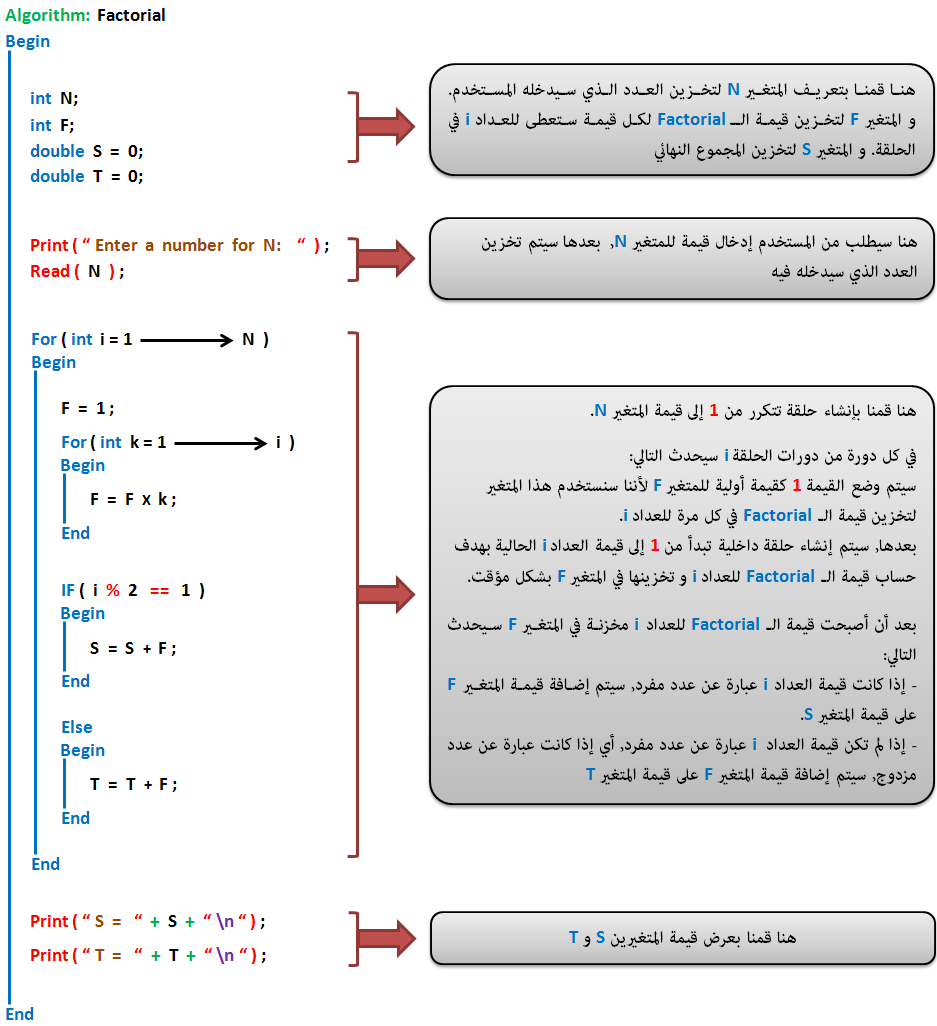 Algorithm: Factorial
Begin
int N;
int F;
double S = 0;
double T = 0;
هنا قمنا بتعريف المتغير N لتخزين العدد الذي سيدخله المستخدم.
و المتغير F لتخزين قيمة الـ Factorial لكل قيمة ستعطى للعداد i في
الحلقة. و المتغير S لتخزين المجموع النهائي
Print ( “ Enter a number for N: “ ) ;
Read ( N ) ;
هنا سيطلب من المستخدم إدخال قيمة للمتغير N, بعدها سيتم تخزين
العدد الذي سيدخله فيه
For ( int i = 1 → N )
Begin
F = 1 ;
For ( int k = 1 → i )
Begin
F = F x k ;
End
IF ( i % 2 == 1 )
Begin
S = S + F ;
End
Else
Begin
T = T + F ;
End
End
هنا قمنا بإنشاء حلقة تتكرر من 1 إلى قيمة المتغير N.
في كل دورة من دورات الحلقة i سيحدث التالي:
سيتم وضع القيمة 1 كقيمة أولية للمتغير F لأننا سنستخدم هذا المتغير
لتخزين قيمة الـ Factorial في كل مرة للعداد i.
بعدها, سيتم إنشاء حلقة داخلية تبدأ من 1 إلى قيمة العداد i الحالية بهدف
حساب قيمة الـ Factorial للعداد i و تخزينها في المتغير F بشكل مؤقت.
بعد أن أصبحت قيمة الـ Factorial للعداد i مخزنة في المتغير F سيحدث
التالي:
- إذا كانت قيمة العداد i عبارة عن عدد مفرد, سيتم إضافة قيمة المتغير F
على قيمة المتغير S.
- إذا لم تكن قيمة العداد i عبارة عن عدد مفرد, أي إذا كانت عبارة عن عدد
مزدوج, سيتم إضافة قيمة المتغير F على قيمة المتغير T
Print ( “ S = “ + S + “ \n “ ) ;
Print ( “ T = “ + T + “ \n “ ) ;
هنا قمنا بعرض قيمة المتغيرين S و T
End